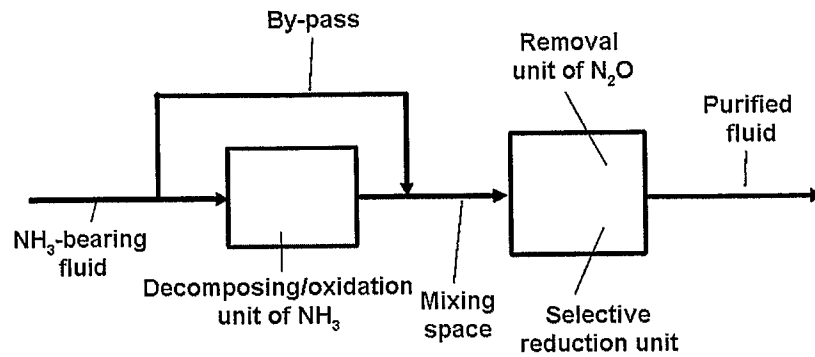 By-pass
Removal
unit of N₂O
Purified
fluid
NH₃-bearing
fluid
Decomposing/oxidation
unit of NH₃
Mixing
space
Selective
reduction unit